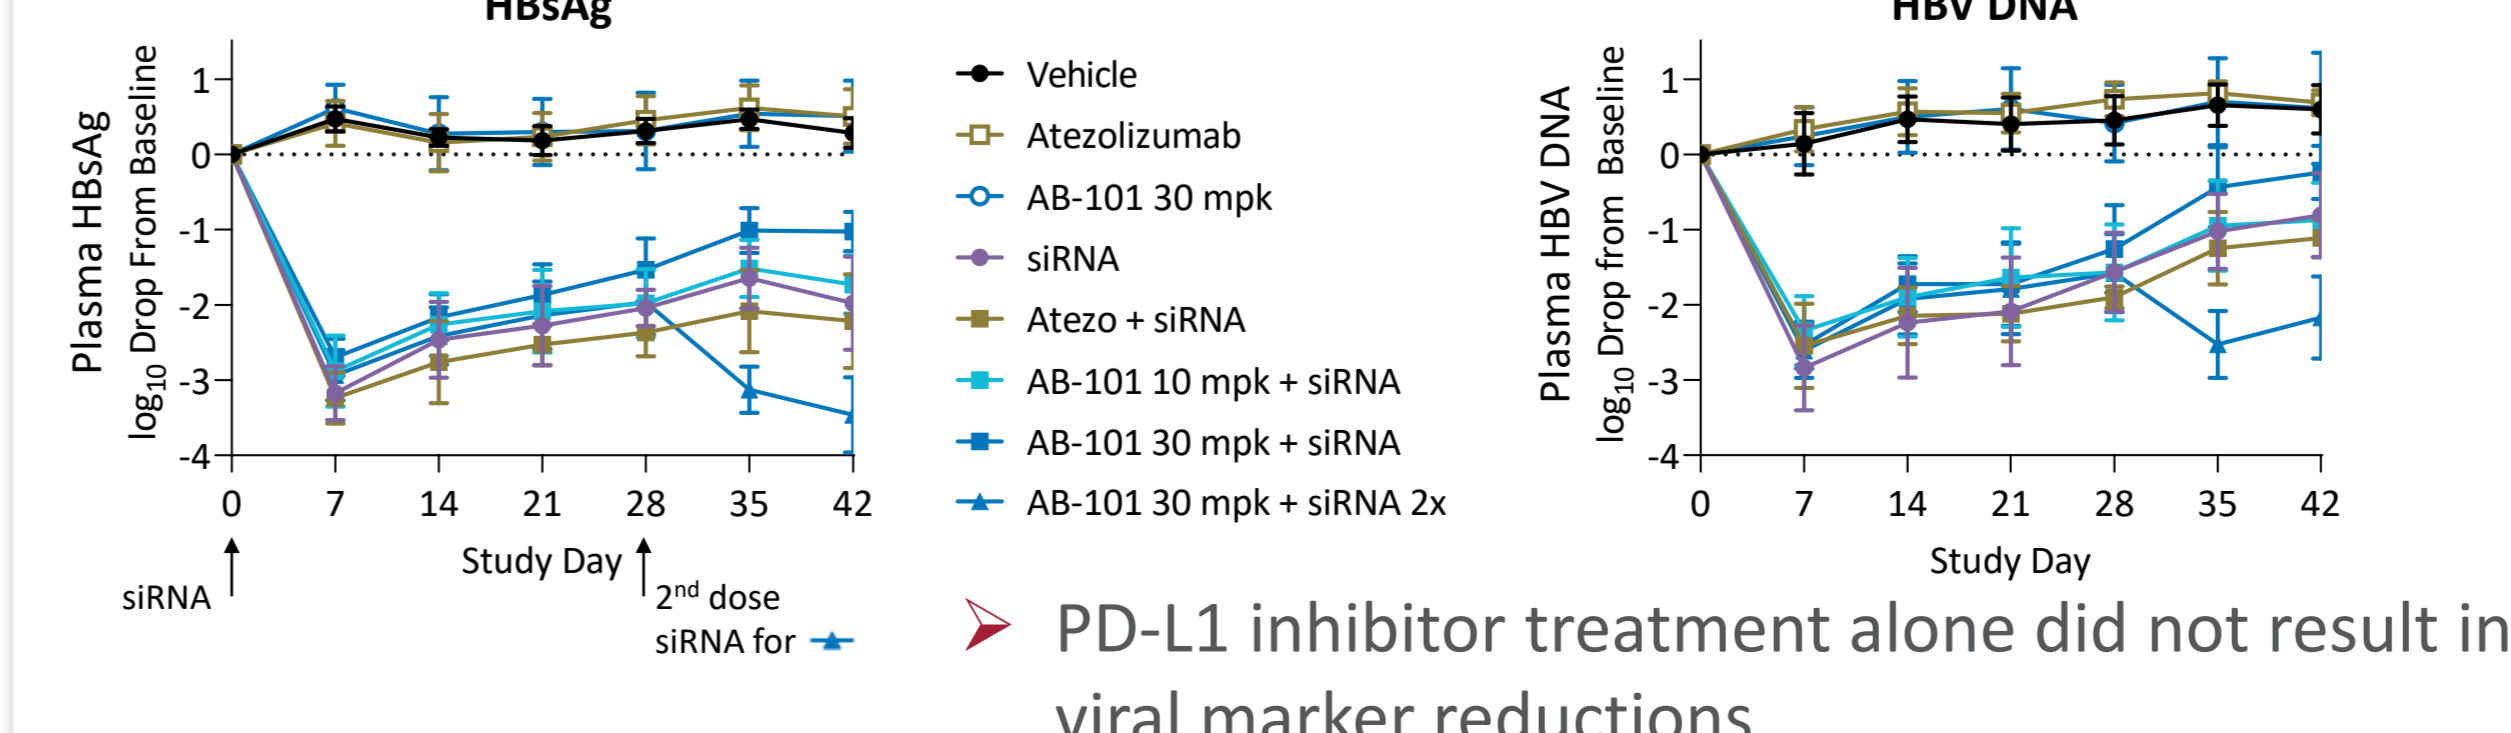 HBsAg
Plasma HBsAg
log10 Drop From Baseline
1
0
-1
-2
-3
-4
0 7 14 21 28 35 42
Study Day
siRNA
2nd dose
siRNA for
Vehicle
Atezolizumab
AB-101 30 mpk
siRNA
Atezo + siRNA
AB-101 10 mpk + siRNA
AB-101 30 mpk + siRNA
AB-101 30 mpk + siRNA 2x
HBV DNA
Plasma HBV DNA
log10 Drop from Baseline
1
0
-1
-2
-3
-4
0 7 14 21 28 35 42
Study Day
PD-L1 inhibitor treatment alone did not result in
viral marker reductions